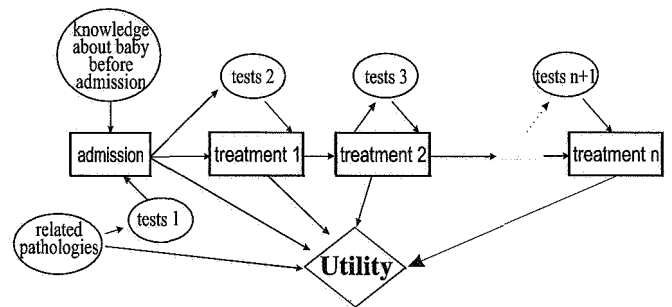 knowledge
about baby
before
admission
tests 2
tests 3
tests n+1
admission
treatment 1
treatment 2
treatment n
tests 1
related
pathologies
Utility